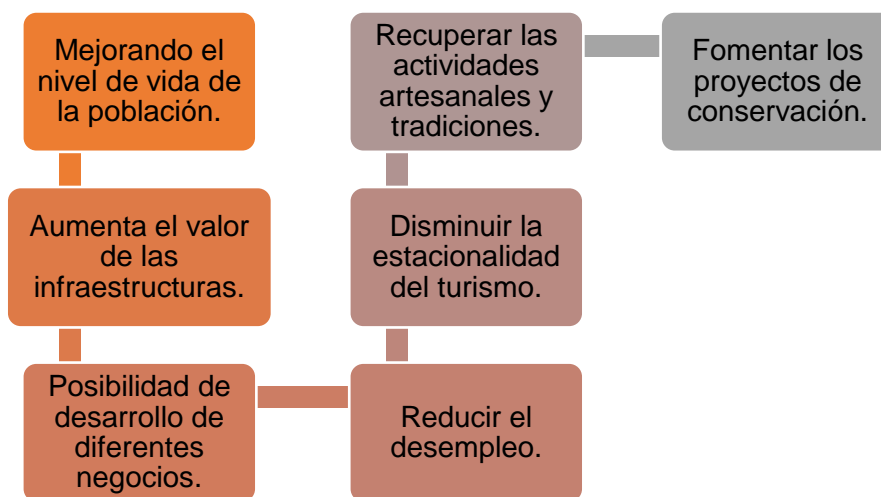 Mejorando el
nivel de vida de
la población.
Aumenta el valor
de las
infraestructuras.
Posibilidad de
desarrollo de
diferentes
negocios.
Reducir el
desempleo.
Disminuir la
estacionalidad
del turismo.
Recuperar las
actividades
artesanales y
tradiciones.
Fomentar los
proyectos de
conservación.